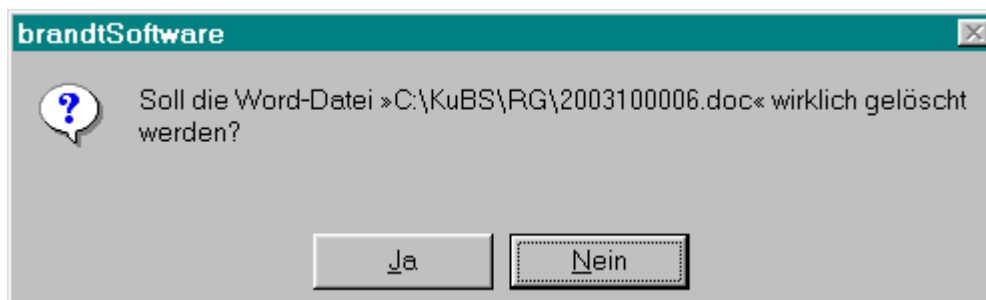 brandtSoftware
Soll die Word-Datei »C:\KuBS\RG\2003100006.doc« wirklich gelöscht
werden?
Ja
Nein